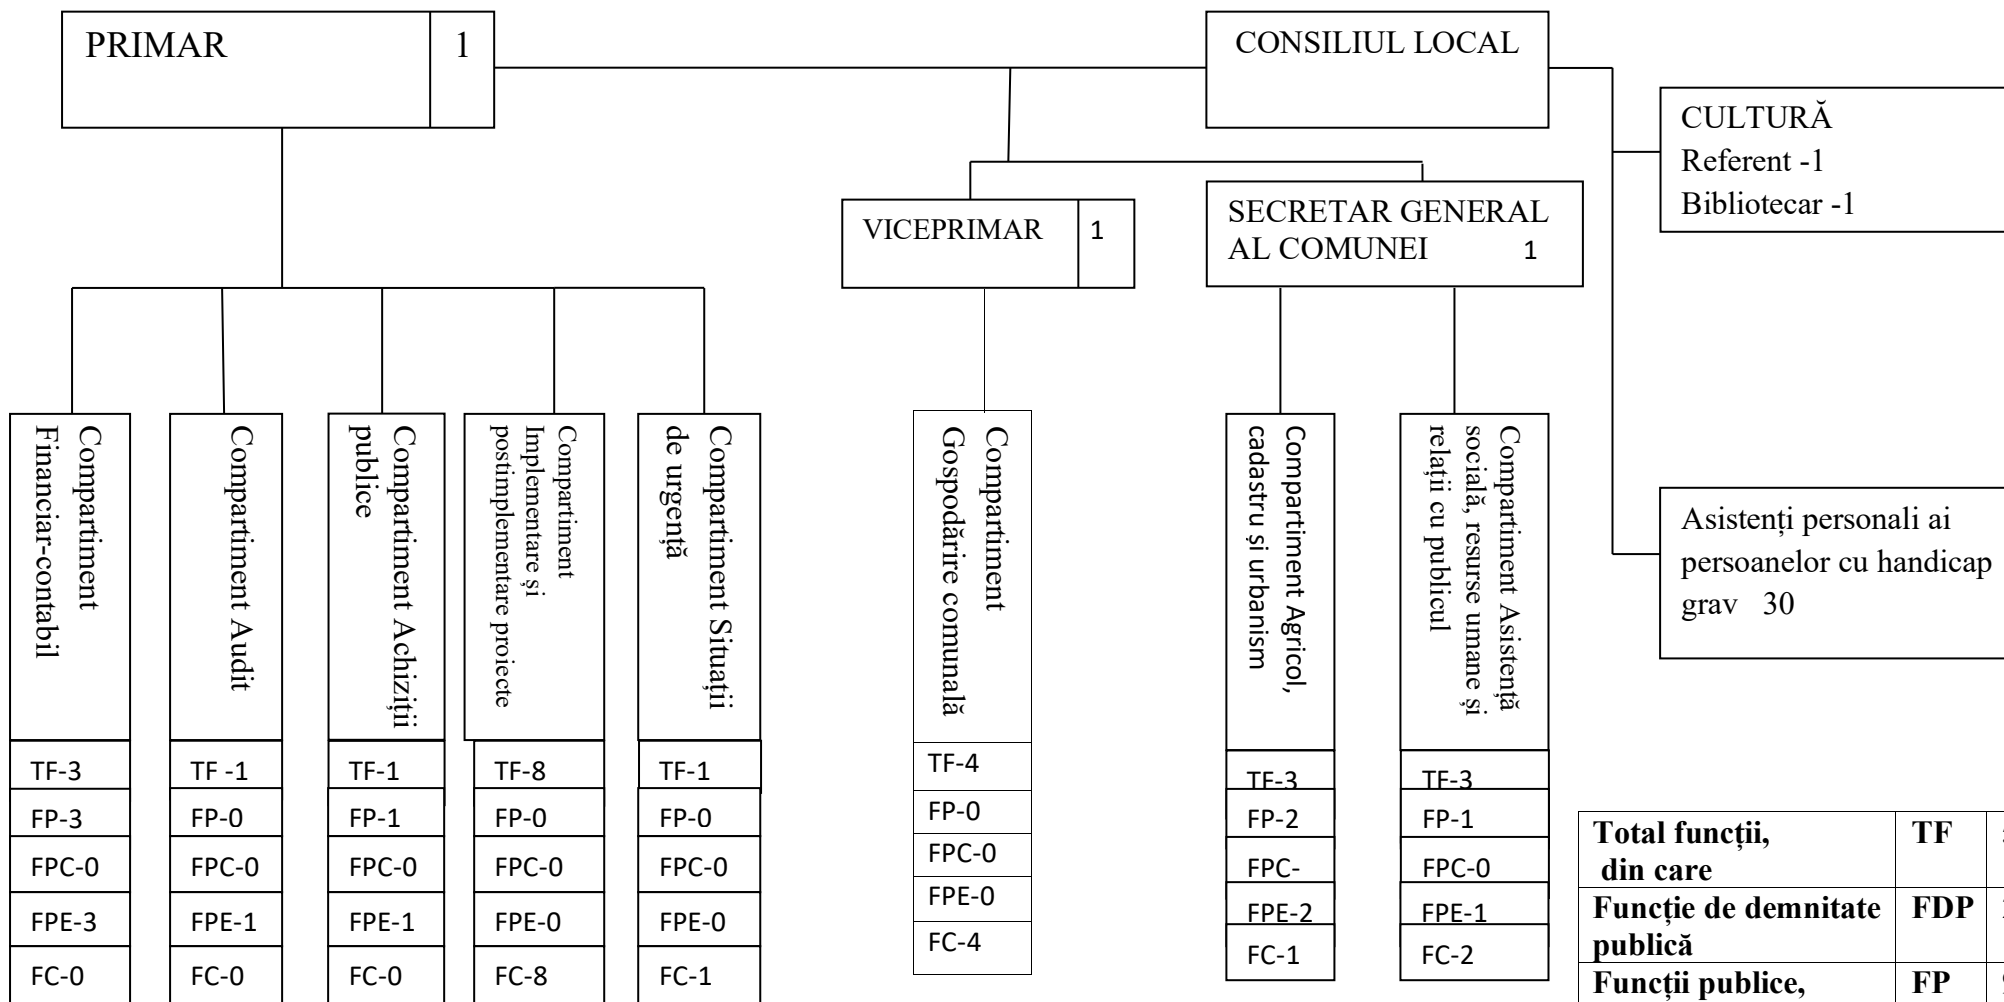 PRIMAR 1
CONSILIUL LOCAL
CULTURĂ
Referent -1
Bibliotecar -1
VICEPRIMAR 1
SECRETAR GENERAL
AL COMUNEI 1
Asistenți personali ai
persoanelor cu handicap
grav 30
Compartiment
Financiar-contabil
TF-3
FP-3
FPC-0
FPE-3
FC-0
Compartiment Audit
TF -1
FP-0
FPC-0
FPE-1
FC-0
Compartiment Achiziții
publice
TF-1
FP-1
FPC-0
FPE-1
FC-0
Compartiment
Implementare și
postimplementare proiecte
TF-8
FP-0
FPC-0
FPE-0
FC-8
Compartiment Situații
de urgență
TF-1
FP-0
FPC-0
FPE-0
FC-1
Compartiment
Gospodărire comunală
TF-4
FP-0
FPC-0
FPE-0
FC-4
Compartiment Agricol,
cadastru și urbanism
TF-3
FP-2
FPC-
FPE-2
FC-1
Compartiment Asistență
socială, resurse umane și
relații cu publicul
TF-3
FP-1
FPC-0
FPE-1
FC-2
Total funcții, TF
din care
Funcție de demnitate FDP
publică
Funcții publice, FP